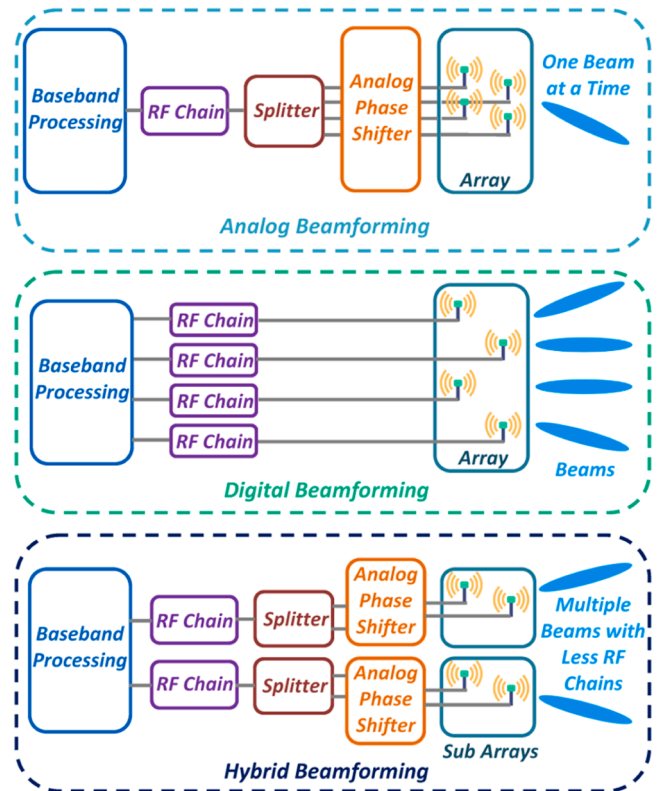 Baseband
Processing
RF Chain
Splitter
Analog
Phase
Shifter
Array
One Beam
at a Time
Analog Beamforming
Baseband
Processing
RF Chain
RF Chain
RF Chain
RF Chain
Array
Beams
Digital Beamforming
Baseband
Processing
RF Chain
Splitter
Analog
Phase
Shifter
RF Chain
Splitter
Analog
Phase
Shifter
Sub Arrays
Multiple
Beams with
Less RF
Chains
Hybrid Beamforming